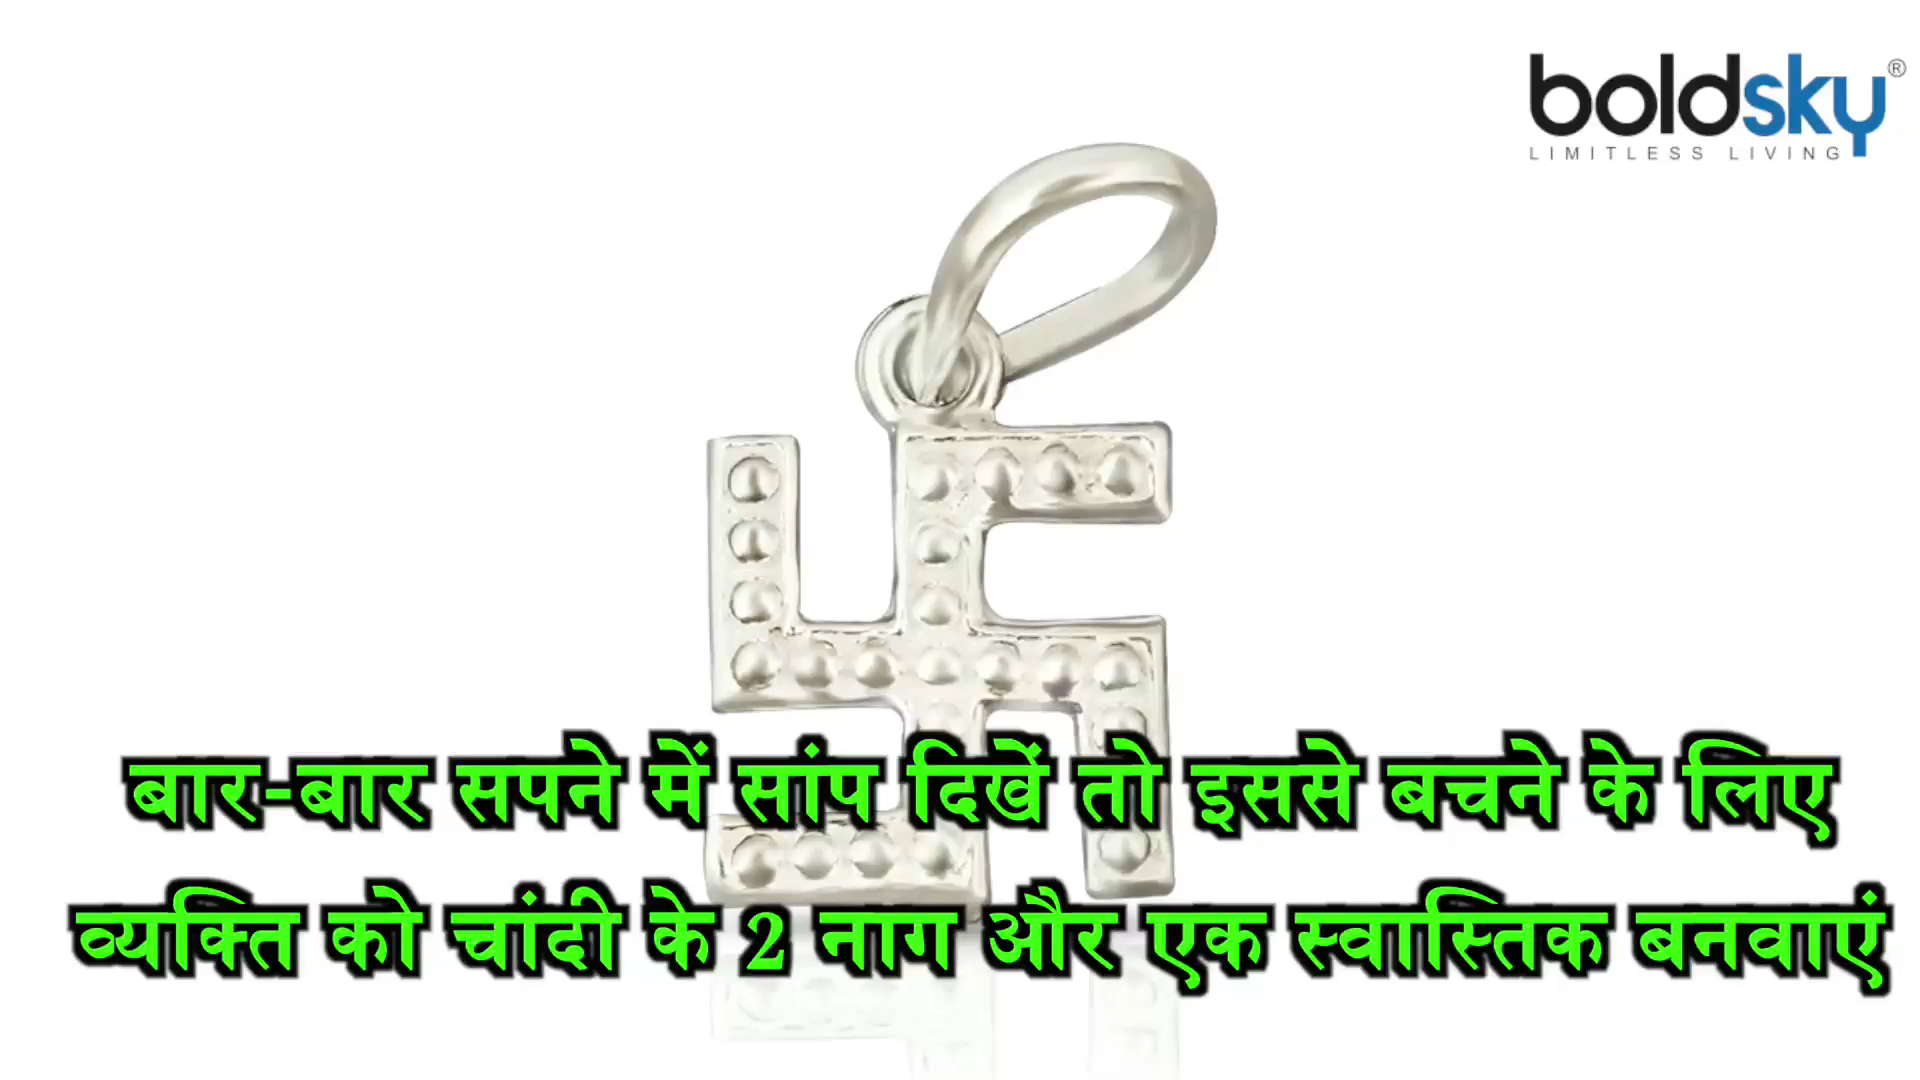 boldsky®
LIMITLESS LIVING
बार-बार सपने में सांप दिखें तो इससे बचने के लिए
व्यक्ति को चांदी के 2 नाग और एक स्वास्तिक बनवाएं